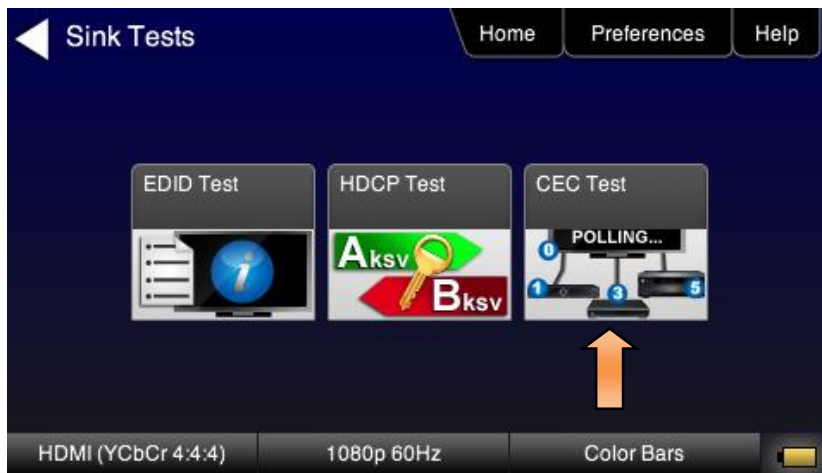 Sink Tests
Home
Preferences
Help
EDID Test
HDCP Test
CEC Test
i
Aksv
Bksv
POLLING...
0
1
3
5
HDMI (YCbCr 4:4:4)
1080p 60Hz
Color Bars